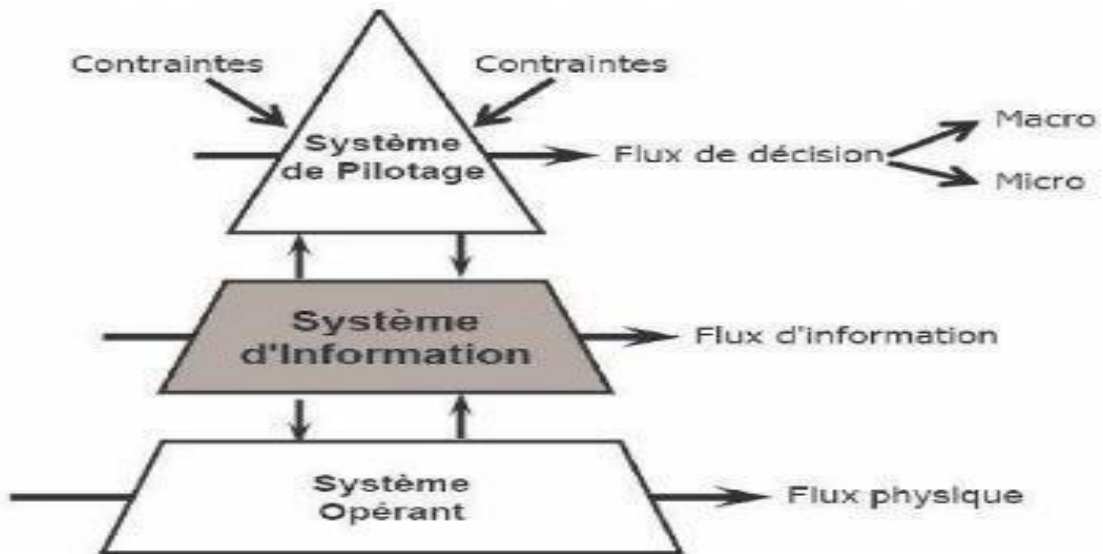 Contraintes
Contraintes
Système
de Pilotage
Flux de décision
Macro
Micro
Système
d'Information
Flux d'information
Système
Opérant
Flux physique